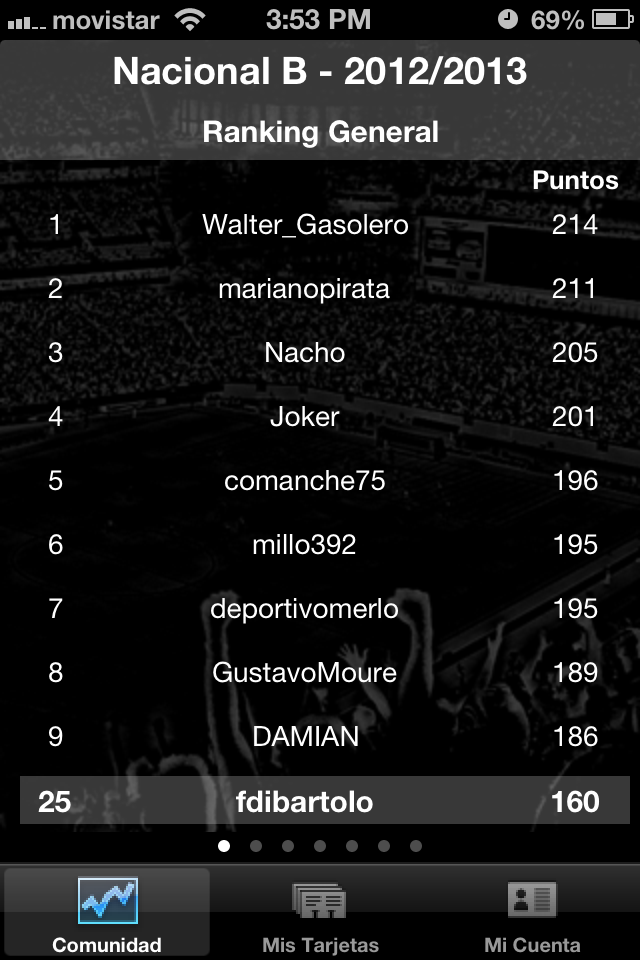 movistar 3:53 PM 69%
Nacional B - 2012/2013
Ranking General
Puntos
1 Walter_Gasolero 214
2 marianopirata 211
3 Nacho 205
4 Joker 201
5 comanche75 196
6 millo392 195
7 deportivomerlo 195
8 GustavoMoure 189
9 DAMIAN 186
25 fdibartolo 160
Comunidad Mis Tarjetas Mi Cuenta